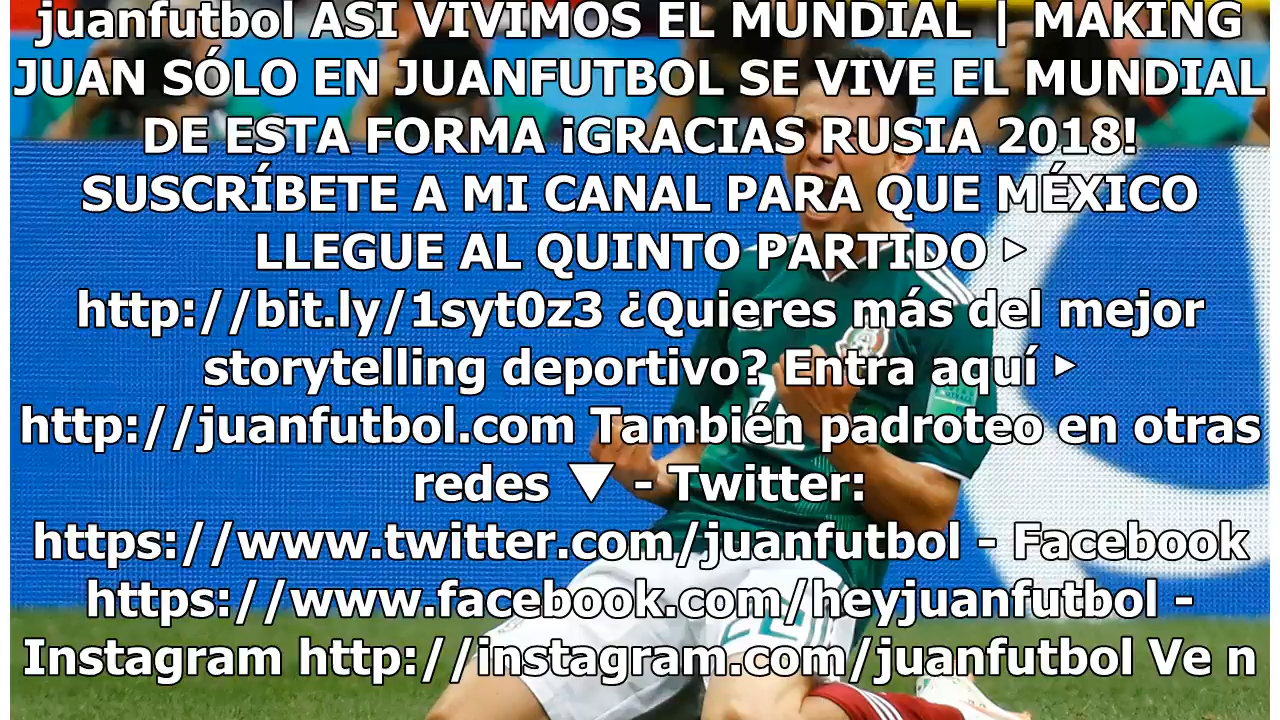 juanfutbol ASÍ VIVIMOS EL MUNDIAL | MAKING
JUAN SÓLO EN JUANFUTBOL SE VIVE EL MUNDIAL
DE ESTA FORMA ¡GRACIAS RUSIA 2018!
SUSCRÍBETE A MI CANAL PARA QUE MÉXICO
LLEGUE AL QUINTO PARTIDO ‣
http://bit.ly/1syt0z3 ¿Quieres más del mejor
storytelling deportivo? Entra aquí ‣
http://juanfutbol.com También padroteo en otras
redes ▼ - Twitter:
https://www.twitter.com/juanfutbol - Facebook
https://www.facebook.com/heyjuanfutbol -
Instagram http://instagram.com/juanfutbol Ve n